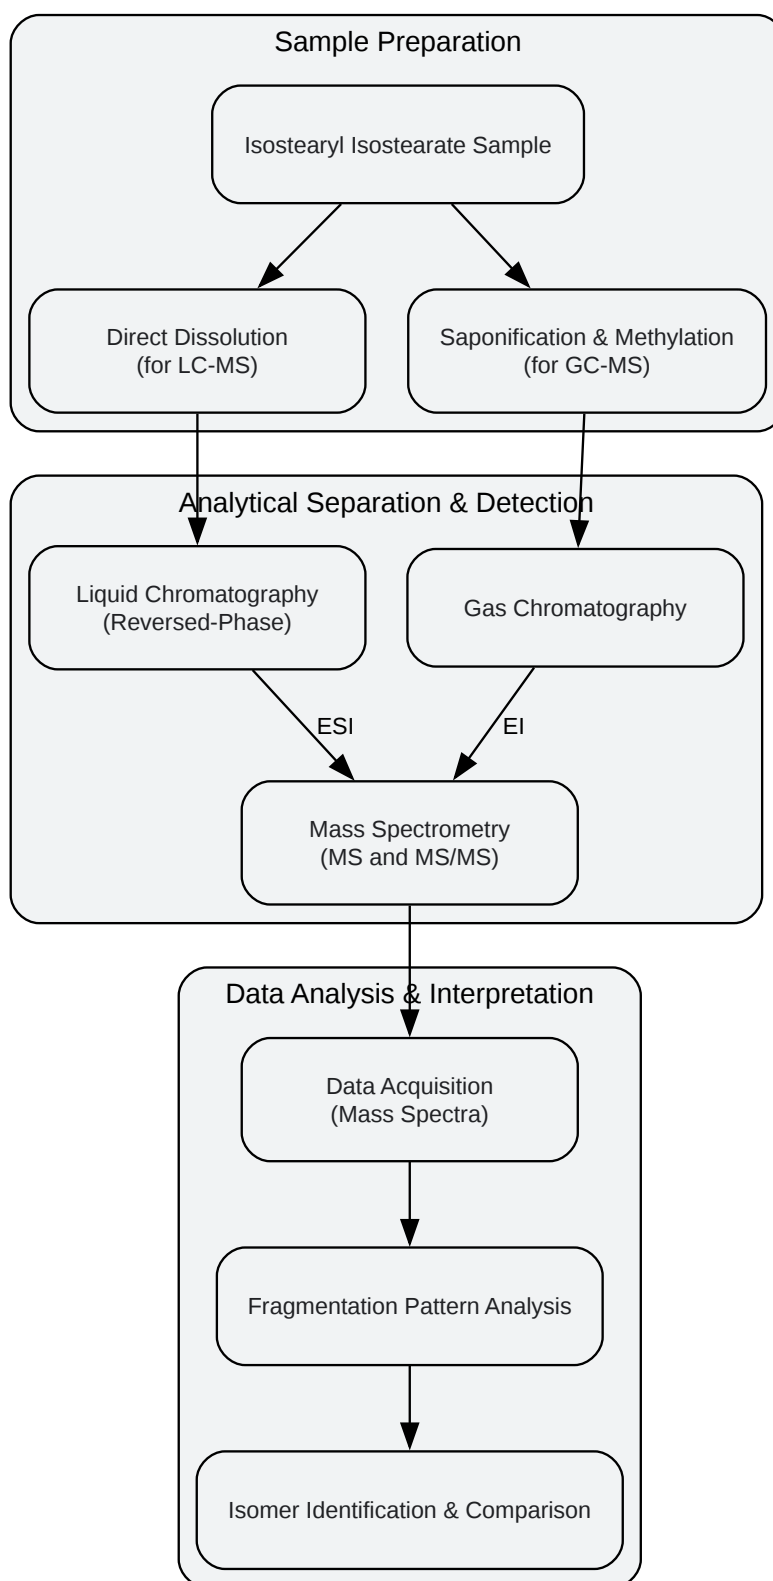 Sample Preparation
Isostearyl Isostearate Sample
Direct Dissolution
(for LC-MS)
Saponification & Methylation
(for GC-MS)
Analytical Separation & Detection
Liquid Chromatography
(Reversed-Phase)
Gas Chromatography
ESI
EI
Mass Spectrometry
(MS and MS/MS)
Data Analysis & Interpretation
Data Acquisition
(Mass Spectra)
Fragmentation Pattern Analysis
Isomer Identification & Comparison